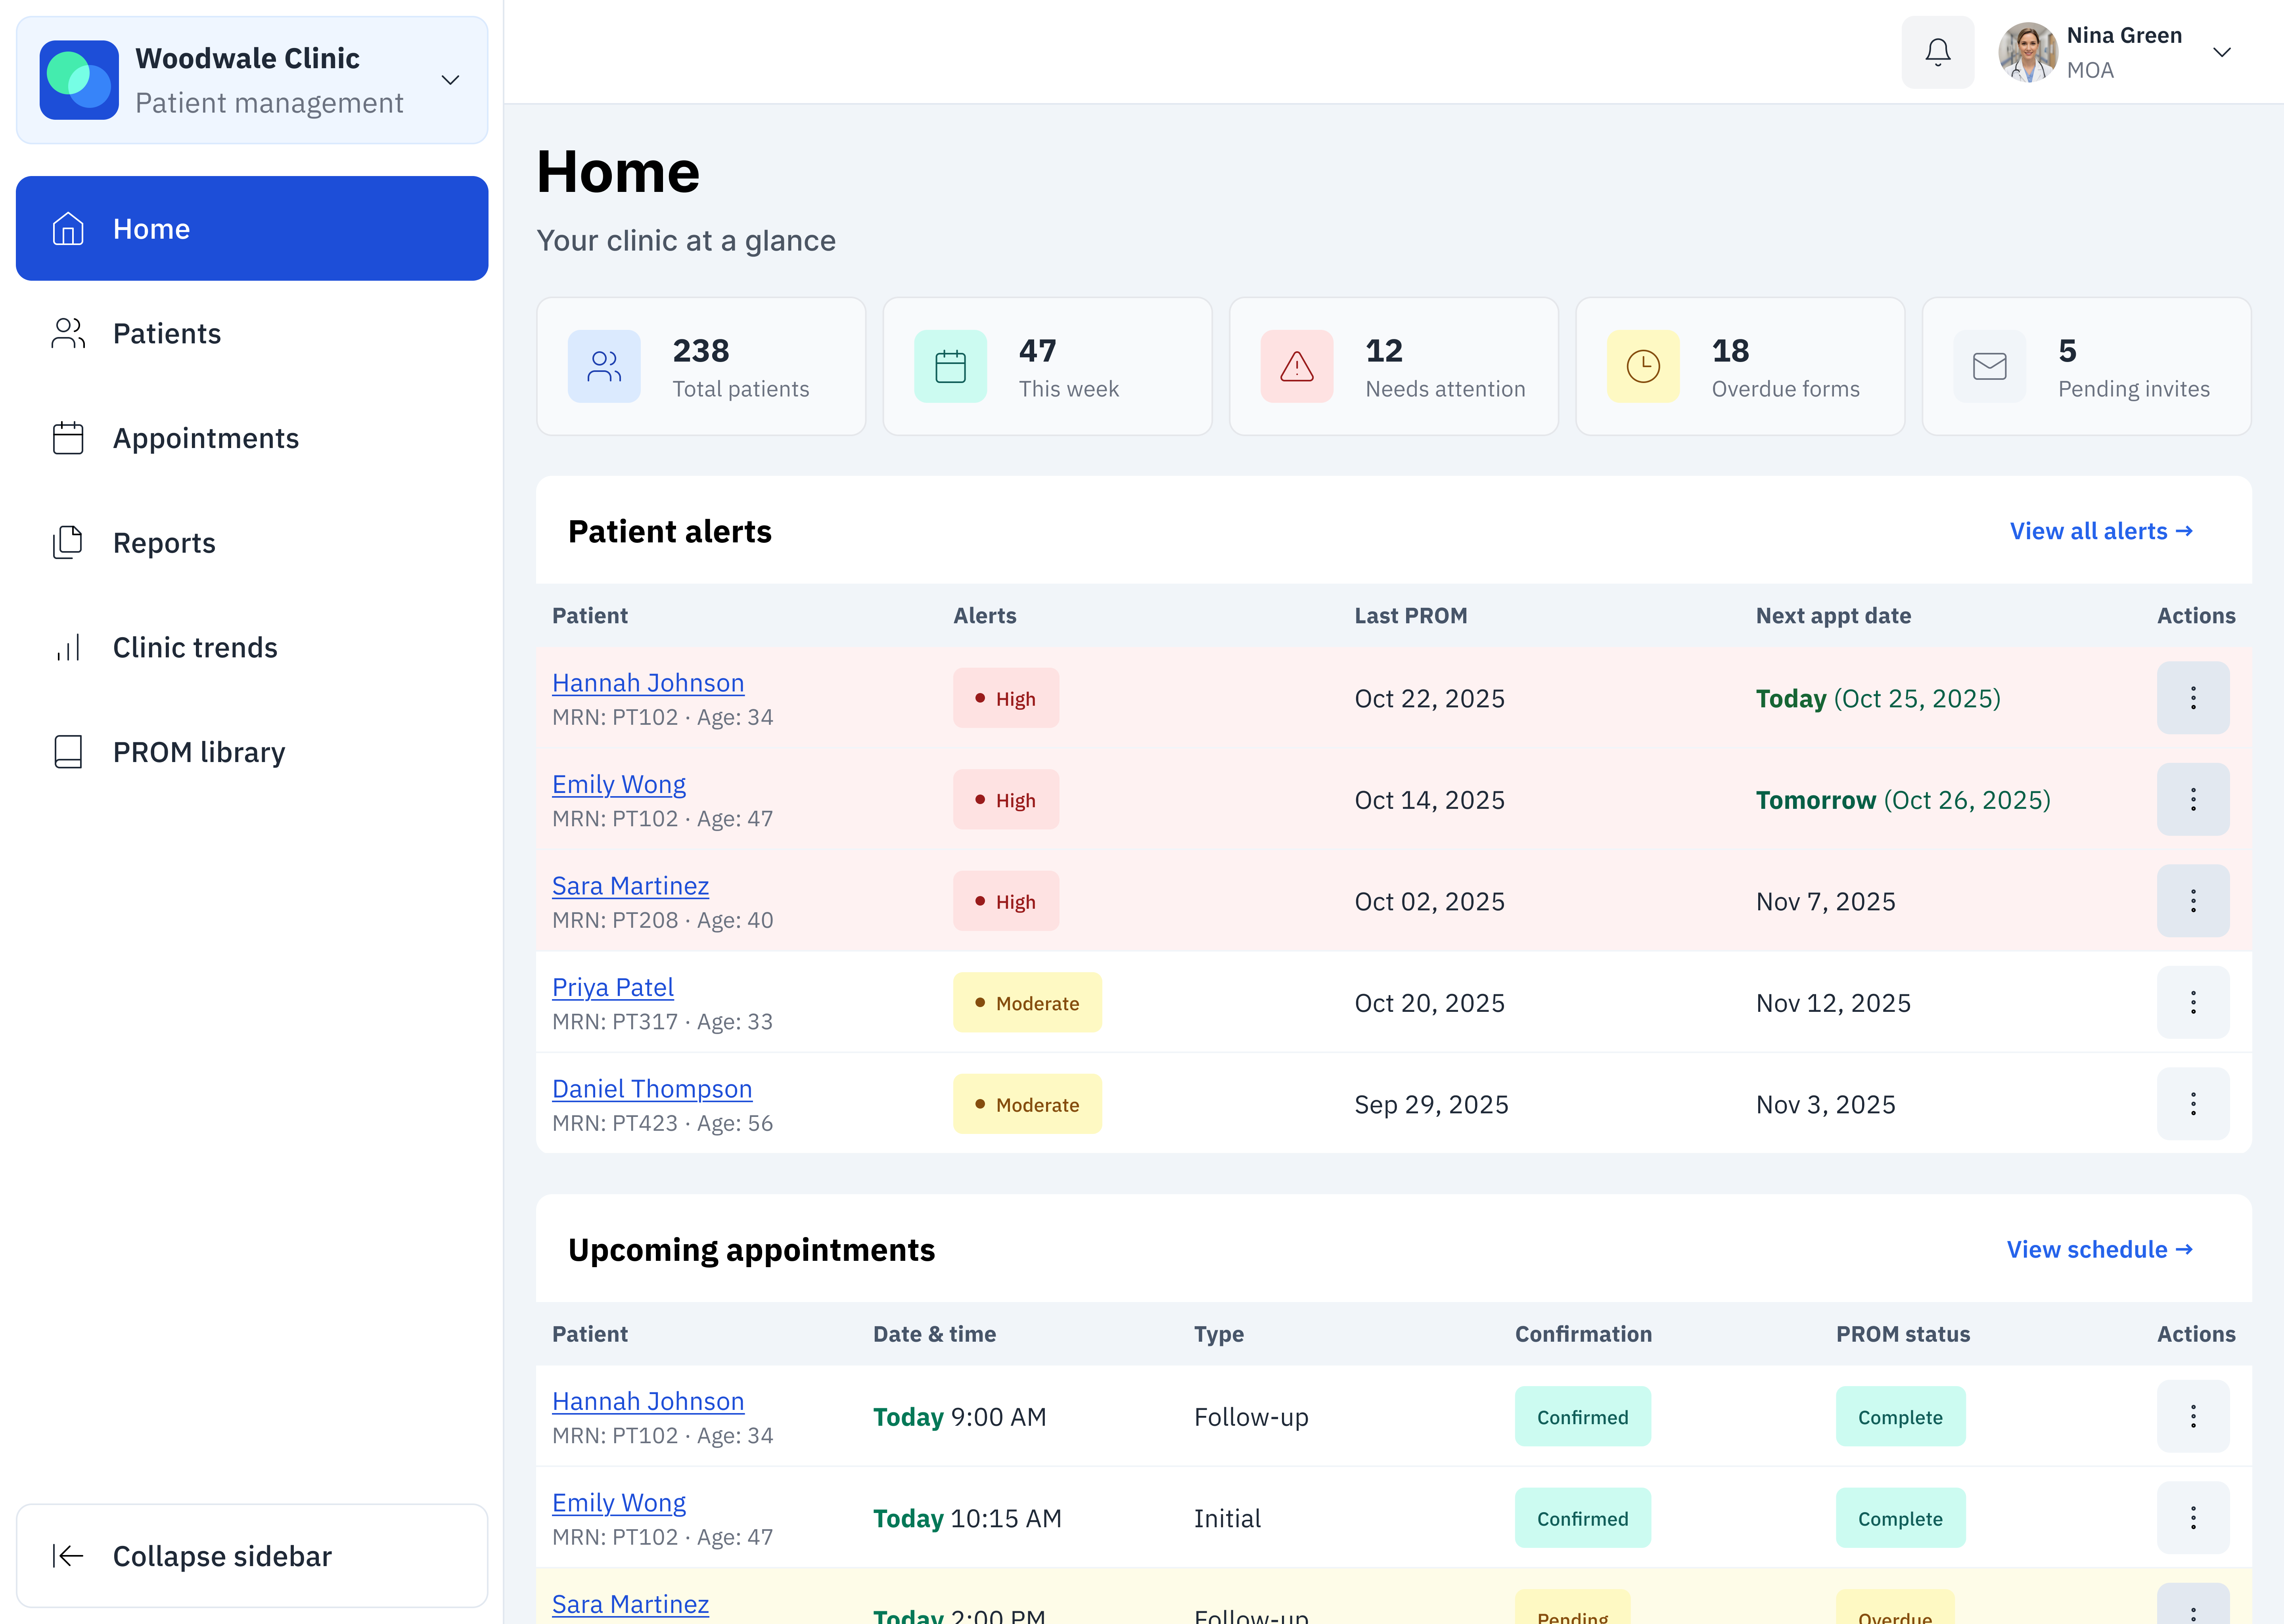 Woodwale Clinic
Patient management
Nina Green
MOA
Home
Patients
Appointments
Reports
Clinic trends
PROM library
Collapse sidebar
Home
Your clinic at a glance
238
Total patients
47
This week
12
Needs attention
18
Overdue forms
5
Pending invites
Patient alerts
View all alerts →
Patient Alerts Last PROM Next appt date Actions
Hannah Johnson
MRN: PT102 · Age: 34
High Oct 22, 2025 Today (Oct 25, 2025)
Emily Wong
MRN: PT102 · Age: 47
High Oct 14, 2025 Tomorrow (Oct 26, 2025)
Sara Martinez
MRN: PT208 · Age: 40
High Oct 02, 2025 Nov 7, 2025
Priya Patel
MRN: PT317 · Age: 33
Moderate Oct 20, 2025 Nov 12, 2025
Daniel Thompson
MRN: PT423 · Age: 56
Moderate Sep 29, 2025 Nov 3, 2025
Upcoming appointments
View schedule →
Patient Date & time Type Confirmation PROM status Actions
Hannah Johnson
MRN: PT102 · Age: 34
Today 9:00 AM Follow-up Confirmed Complete
Emily Wong
MRN: PT102 · Age: 47
Today 10:15 AM Initial Confirmed Complete
Sara Martinez
Today 2:00 PM Follow-up Pending Overdue